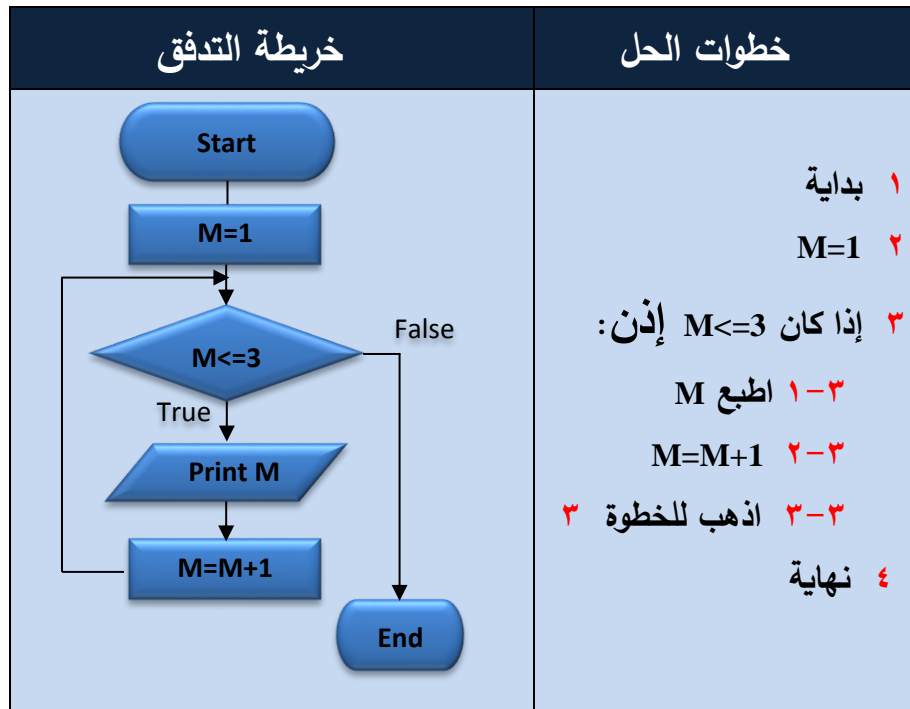 خطوات الحل
١ بداية
٢ M=1
٣ إذا كان M<=3 إذن:
٣-١ اطبع M
٣-٢ M=M+1
٣-٣ اذهب للخطوة ٣
٤ نهاية
خريطة التدفق
Start
M=1
M<=3
False
True
Print M
M=M+1
End